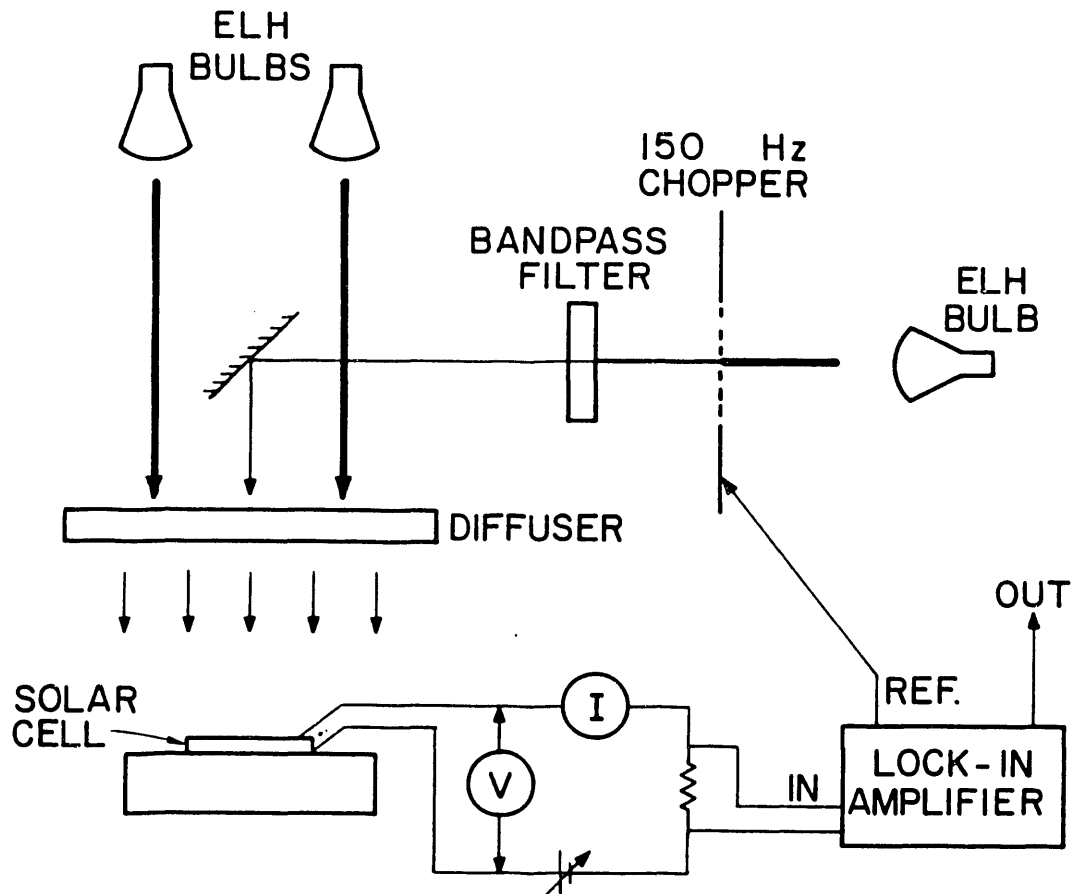 ELH
BULBS
150 Hz
CHOPPER
BANDPASS
FILTER
ELH
BULB
DIFFUSER
OUT
SOLAR
CELL
REF.
I
V
IN
LOCK-IN
AMPLIFIER